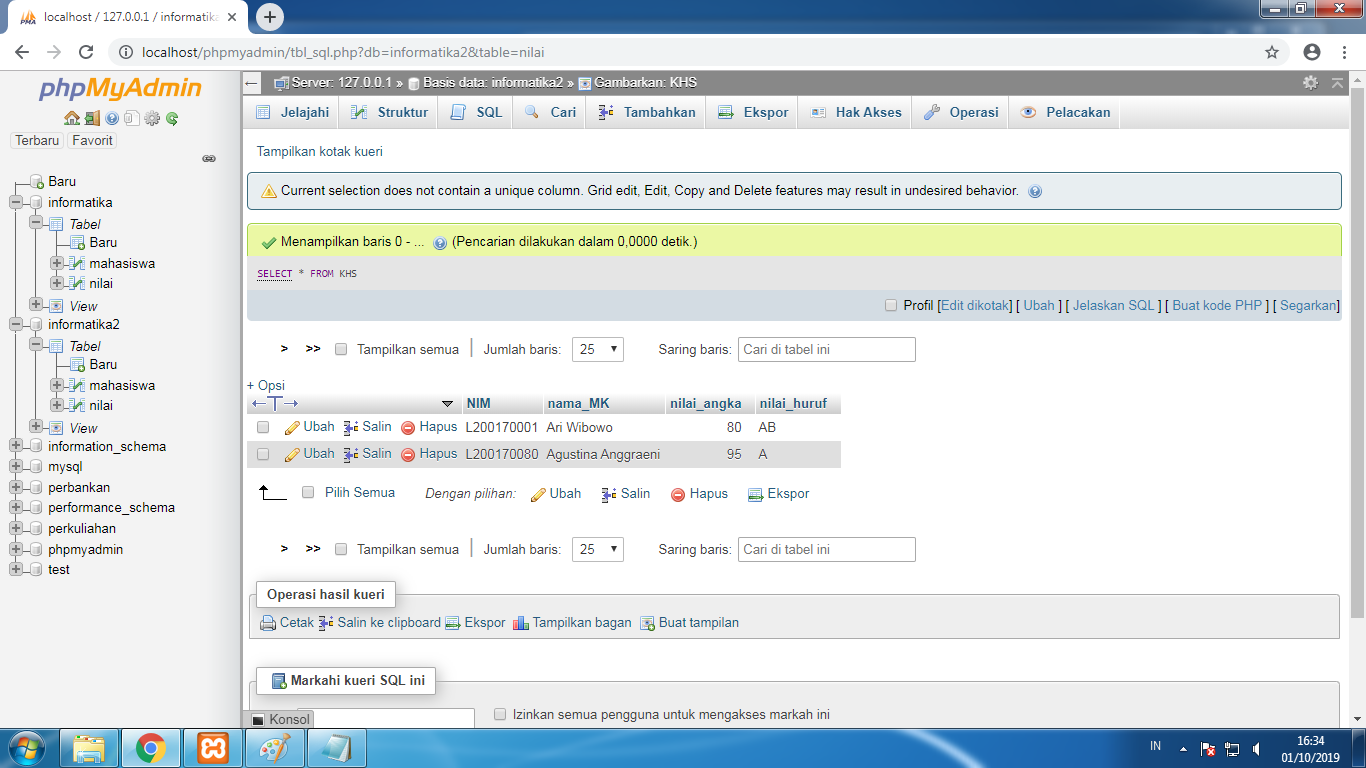 localhost / 127.0.0.1 / informatika
localhost/phpmyadmin/tbl_sql.php?db=informatika2&table=nilai
phpMyAdmin
Terbaru Favorit
Baru
informatika
Tabel
Baru
mahasiswa
nilai
View
informatika2
Tabel
Baru
mahasiswa
nilai
View
information_schema
mysql
perbankan
performance_schema
perkuliahan
phpmyadmin
test
Server: 127.0.0.1 » Basis data: informatika2 » Gambarkan: KHS
Jelajahi Struktur SQL Cari Tambahkan Ekspor Hak Akses Operasi Pelacakan
Tampilkan kotak kueri
Current selection does not contain a unique column. Grid edit, Edit, Copy and Delete features may result in undesired behavior.
Menampilkan baris 0 - ... (Pencarian dilakukan dalam 0,0000 detik.)
SELECT * FROM KHS
Profil [Edit dikotak] [ Ubah ] [ Jelaskan SQL ] [ Buat kode PHP ] [ Segarkan]
> >> Tampilkan semua | Jumlah baris: 25 Saring baris: Cari di tabel ini
+ Opsi
←T→ NIM nama_MK nilai_angka nilai_huruf
Ubah Salin Hapus L200170001 Ari Wibowo 80 AB
Ubah Salin Hapus L200170080 Agustina Anggraeni 95 A
Pilih Semua Dengan pilihan: Ubah Salin Hapus Ekspor
> >> Tampilkan semua | Jumlah baris: 25 Saring baris: Cari di tabel ini
Operasi hasil kueri
Cetak Salin ke clipboard Ekspor Tampilkan bagan Buat tampilan
Markahi kueri SQL ini
Konsol Izinkan semua pengguna untuk mengakses markah ini
IN 16:34
01/10/2019